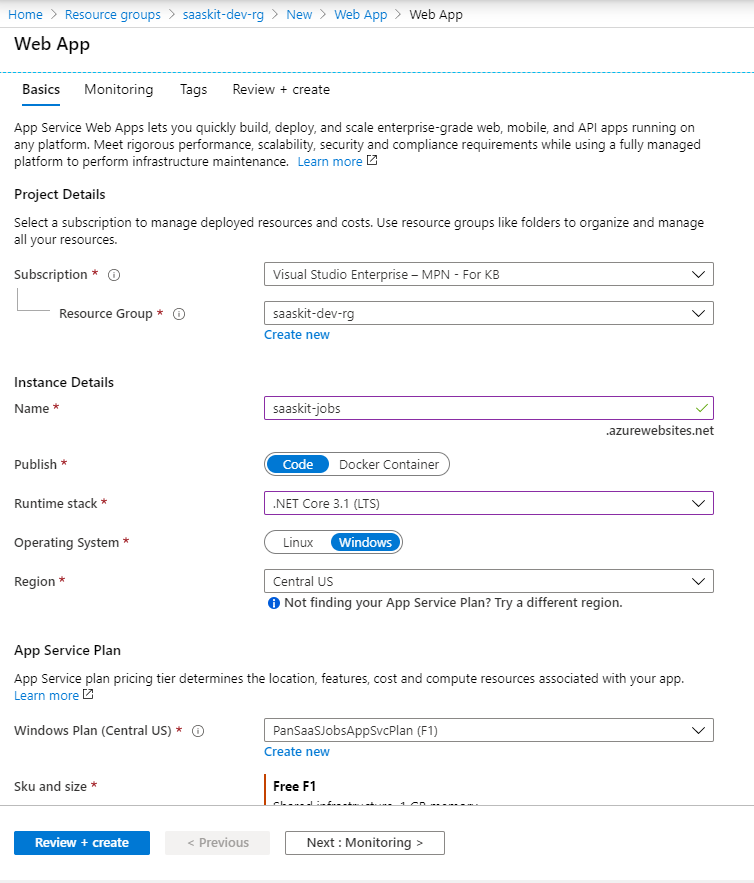 Home > Resource groups > saaskit-dev-rg > New > Web App > Web App
Web App
Basics Monitoring Tags Review + create
App Service Web Apps lets you quickly build, deploy, and scale enterprise-grade web, mobile, and API apps running on
any platform. Meet rigorous performance, scalability, security and compliance requirements while using a fully managed
platform to perform infrastructure maintenance. Learn more
Project Details
Select a subscription to manage deployed resources and costs. Use resource groups like folders to organize and manage
all your resources.
Subscription * Visual Studio Enterprise – MPN - For KB
Resource Group * saaskit-dev-rg
Create new
Instance Details
Name * saaskit-jobs
.azurewebsites.net
Publish * Code Docker Container
Runtime stack * .NET Core 3.1 (LTS)
Operating System * Linux Windows
Region * Central US
Not finding your App Service Plan? Try a different region.
App Service Plan
App Service plan pricing tier determines the location, features, cost and compute resources associated with your app.
Learn more
Windows Plan (Central US) * PanSaaSJobsAppSvcPlan (F1)
Create new
Sku and size * Free F1
Shared infrastructure, 1 GB memory
Review + create < Previous Next : Monitoring >